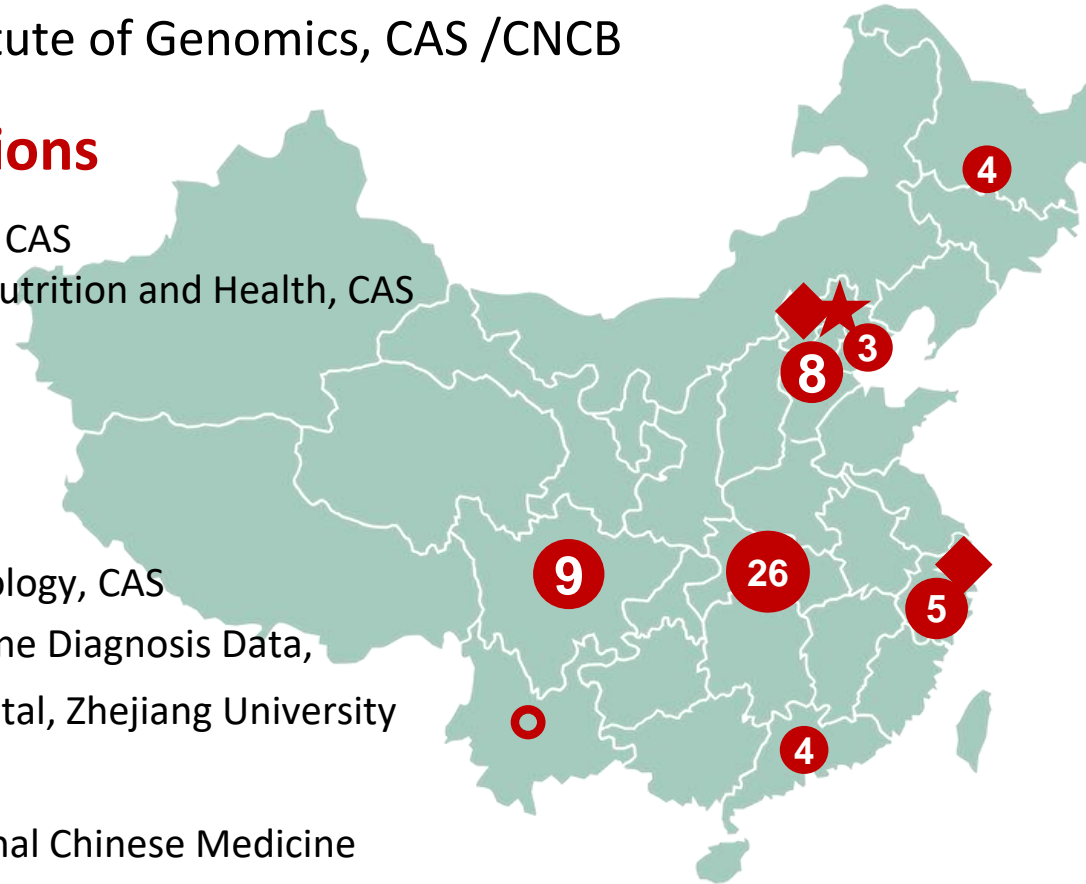 tute of Genomics, CAS /CNCB
ions
4
CAS
utrition and Health, CAS
3
8
9
26
ology, CAS
5
ne Diagnosis Data,
tal, Zhejiang University
4
nal Chinese Medicine